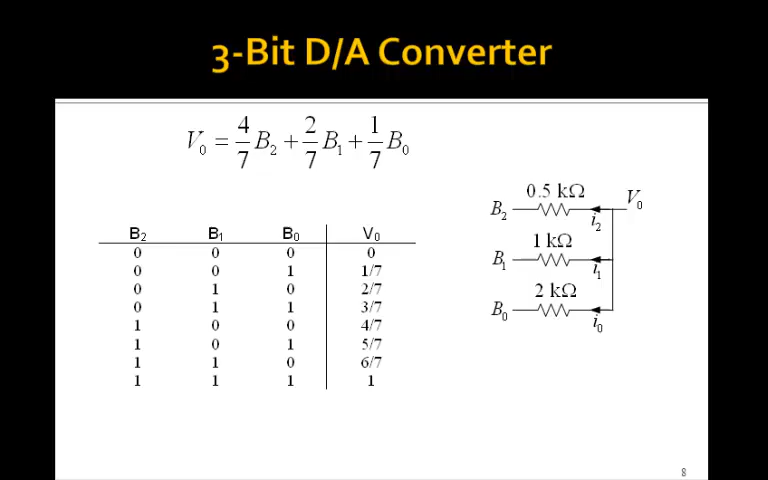 3-Bit D/A Converter
V₀ = 4/7 B₂ + 2/7 B₁ + 1/7 B₀
B₂ B₁ B₀ V₀
0 0 0 0
0 0 1 1/7
0 1 0 2/7
0 1 1 3/7
1 0 0 4/7
1 0 1 5/7
1 1 0 6/7
1 1 1 1
0.5 kΩ
B₂ i₂ V₀
1 kΩ
B₁ i₁
2 kΩ
B₀ i₀
8